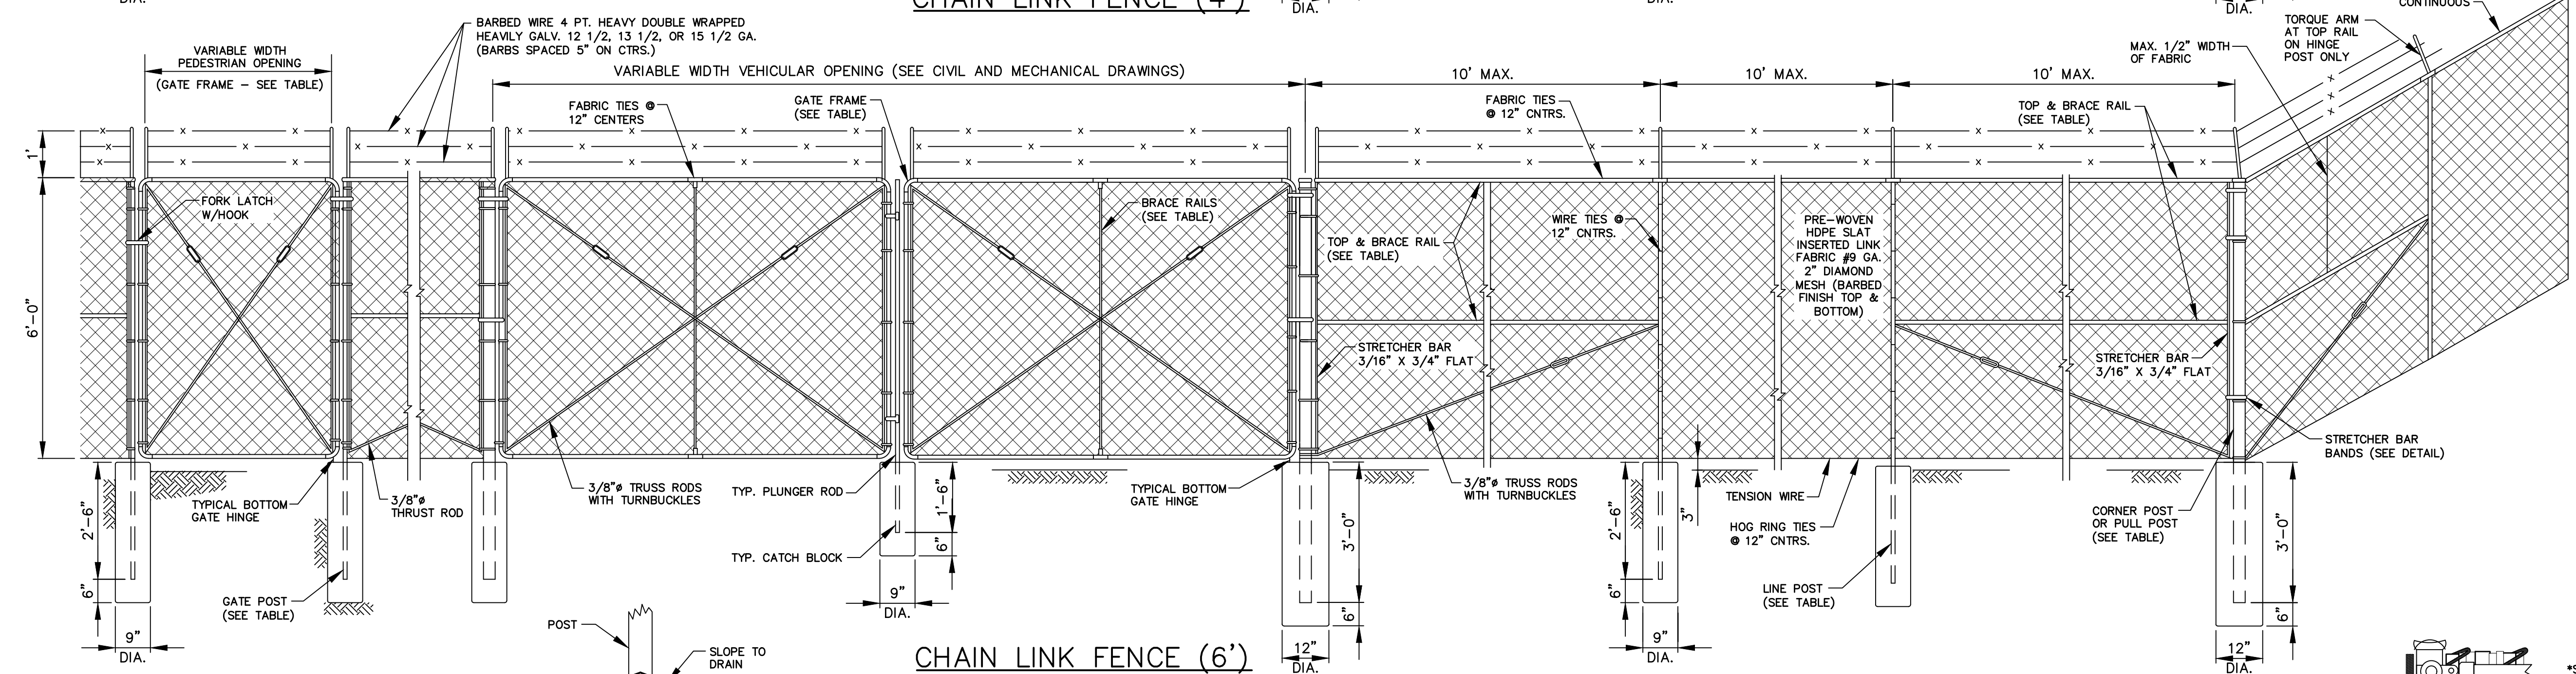 DIA.
CHAIN LINK FENCE (4')
DIA.
DIA.
DIA.
CONTINUOUS
BARBED WIRE 4 PT. HEAVY DOUBLE WRAPPED
HEAVILY GALV. 12 1/2, 13 1/2, OR 15 1/2 GA.
(BARBS SPACED 5" ON CTRS.)
TORQUE ARM
AT TOP RAIL
ON HINGE
POST ONLY
VARIABLE WIDTH
PEDESTRIAN OPENING
(GATE FRAME - SEE TABLE)
VARIABLE WIDTH VEHICULAR OPENING (SEE CIVIL AND MECHANICAL DRAWINGS)
10' MAX.
10' MAX.
10' MAX.
MAX. 1/2" WIDTH
OF FABRIC
FABRIC TIES @
12" CENTERS
GATE FRAME
(SEE TABLE)
FABRIC TIES
@ 12" CNTRS.
TOP & BRACE RAIL
(SEE TABLE)
1'
6'-0"
FORK LATCH
W/HOOK
BRACE RAILS
(SEE TABLE)
TOP & BRACE RAIL
(SEE TABLE)
WIRE TIES @
12" CNTRS.
PRE-WOVEN
HDPE SLAT
INSERTED LINK
FABRIC #9 GA.
2" DIAMOND
MESH (BARBED
FINISH TOP &
BOTTOM)
STRETCHER BAR
3/16" X 3/4" FLAT
STRETCHER BAR
3/16" X 3/4" FLAT
STRETCHER BAR
BANDS (SEE DETAIL)
2'-6"
6"
TYPICAL BOTTOM
GATE HINGE
3/8"ø
THRUST ROD
3/8"ø TRUSS RODS
WITH TURNBUCKLES
TYP. PLUNGER ROD
1'-6"
6"
TYP. CATCH BLOCK
TYPICAL BOTTOM
GATE HINGE
3'-0"
6"
3/8"ø TRUSS RODS
WITH TURNBUCKLES
2'-6"
6"
3"
TENSION WIRE
HOG RING TIES
@ 12" CNTRS.
CORNER POST
OR PULL POST
(SEE TABLE)
3'-0"
6"
GATE POST
(SEE TABLE)
LINE POST
(SEE TABLE)
9"
DIA.
9"
DIA.
POST
SLOPE TO
DRAIN
CHAIN LINK FENCE (6')
12"
DIA.
9"
DIA.
12"
DIA.